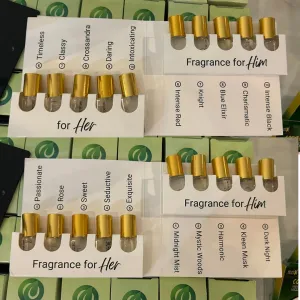 Timeless
Classy
Crossandra
Daring
Intoxicating
for Her
Fragrance for Him
Intense Red
Knight
Blue Elixir
Charismatic
Intense Black
Passionate
Rose
Sweet
Seductive
Exquisite
Fragrance for Her
Fragrance for Him
Midnight Mist
Mystic Woods
Harmonic
Kleen Musk
Dark Night